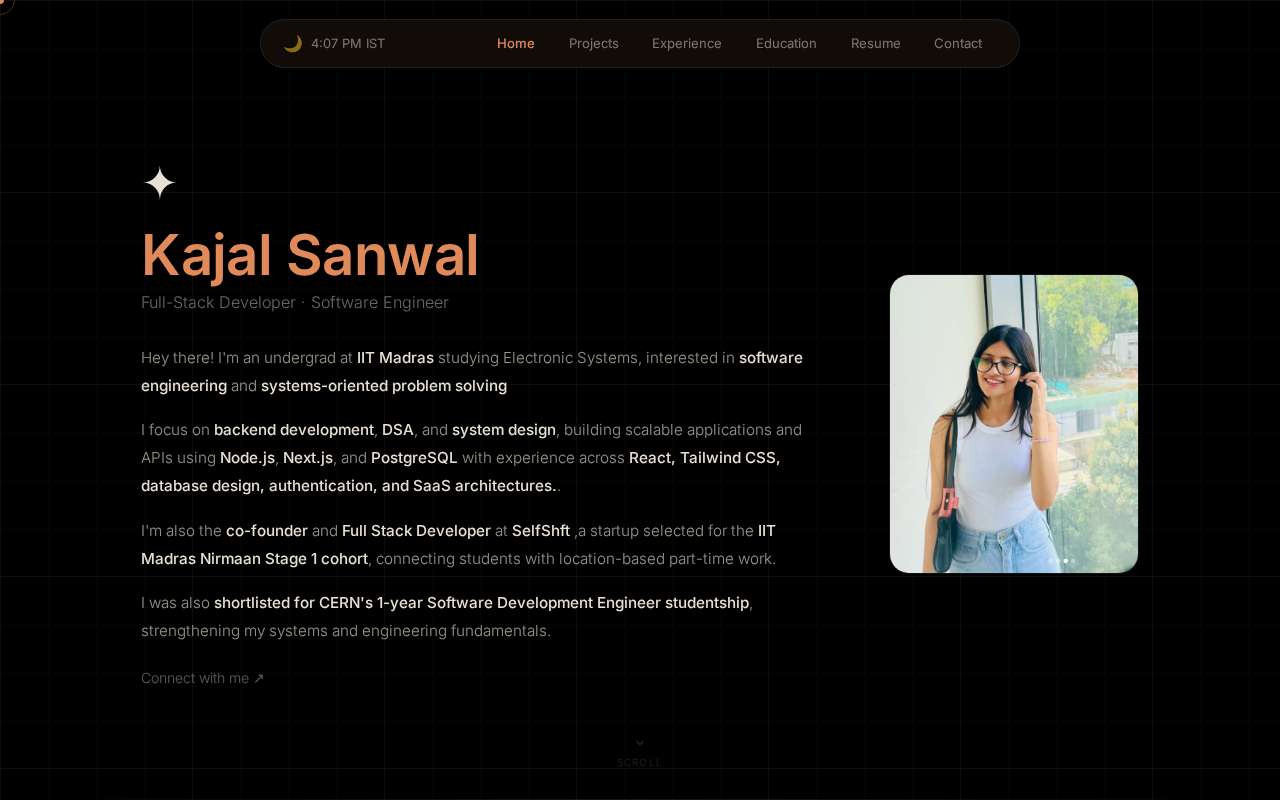 4:07 PM IST
Home
Projects
Experience
Education
Resume
Contact
Kajal Sanwal
Full-Stack Developer · Software Engineer
Hey there! I'm an undergrad at IIT Madras studying Electronic Systems, interested in software
engineering and systems-oriented problem solving
I focus on backend development, DSA, and system design, building scalable applications and
APIs using Node.js, Next.js, and PostgreSQL with experience across React, Tailwind CSS,
database design, authentication, and SaaS architectures..
I'm also the co-founder and Full Stack Developer at SelfShft ,a startup selected for the IIT
Madras Nirmaan Stage 1 cohort, connecting students with location-based part-time work.
I was also shortlisted for CERN's 1-year Software Development Engineer studentship,
strengthening my systems and engineering fundamentals.
Connect with me ↗
SCROLL